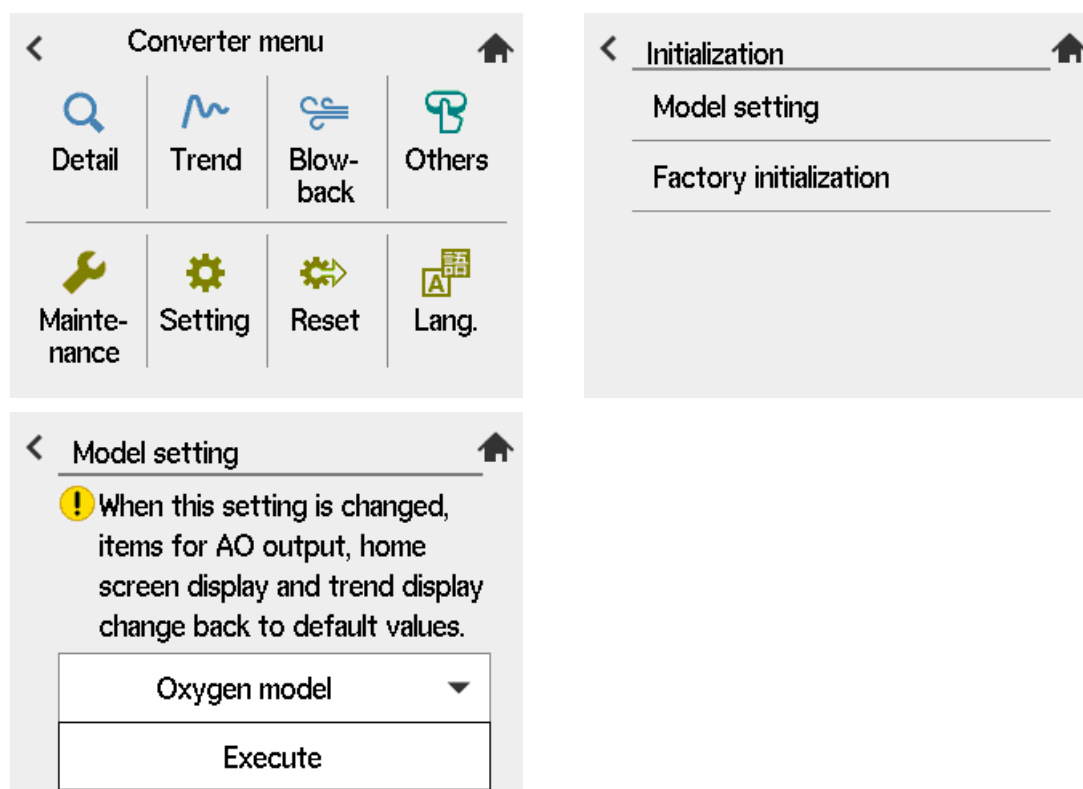 Converter menu
Detail
Trend
Blow-
back
Others
Mainte-
nance
Setting
Reset
語
A
Lang.
Initialization
Model setting
Factory initialization
Model setting
! When this setting is changed,
items for AO output, home
screen display and trend display
change back to default values.
Oxygen model
Execute